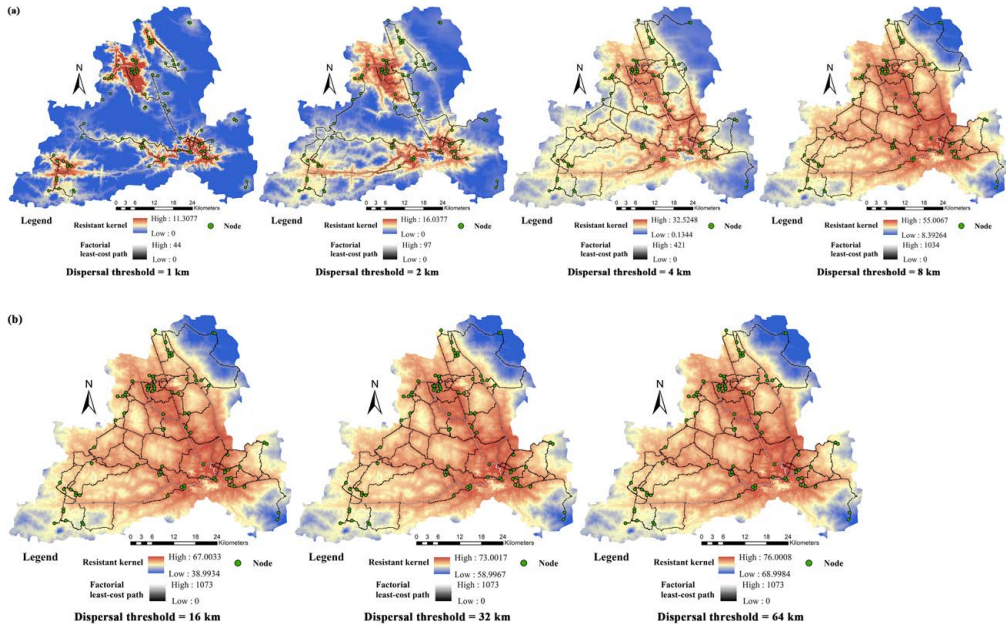 (a)
N
N
N
N
0 3 6 12 18 24
Kilometers
0 3 6 12 18 24
Kilometers
0 3 6 12 18 24
Kilometers
0 3 6 12 18 24
Kilometers
Legend
Resistant kernel
High : 11.3077
Low : 0
Node
Factorial
least-cost path
High : 44
Low : 0
Dispersal threshold = 1 km
Legend
Resistant kernel
High : 16.0377
Low : 0
Node
Factorial
least-cost path
High : 97
Low : 0
Dispersal threshold = 2 km
Legend
Resistant kernel
High : 32.5248
Low : 0.1344
Node
Factorial
least-cost path
High : 421
Low : 0
Dispersal threshold = 4 km
Legend
Resistant kernel
High : 55.0067
Low : 8.39264
Node
Factorial
least-cost path
High : 1034
Low : 0
Dispersal threshold = 8 km
(b)
N
N
N
0 3 6 12 18 24
Kilometers
0 3 6 12 18 24
Kilometers
0 3 6 12 18 24
Kilometers
Legend
Resistant kernel
High : 67.0033
Low : 38.9934
Node
Factorial
least-cost path
High : 1073
Low : 0
Dispersal threshold = 16 km
Legend
Resistant kernel
High : 73.0017
Low : 58.9967
Node
Factorial
least-cost path
High : 1073
Low : 0
Dispersal threshold = 32 km
Legend
Resistant kernel
High : 76.0008
Low : 68.9984
Node
Factorial
least-cost path
High : 1073
Low : 0
Dispersal threshold = 64 km